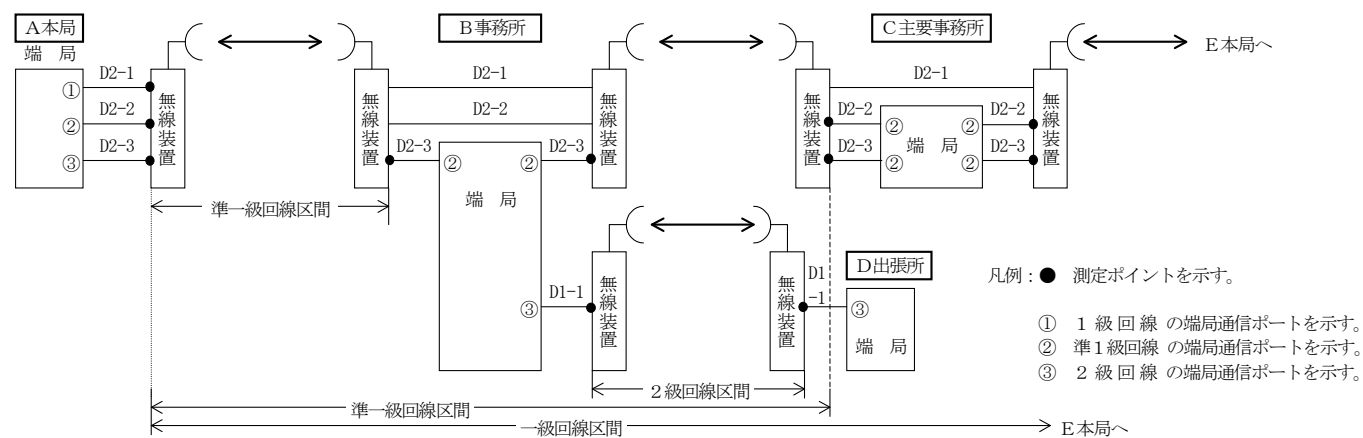 A本局
端 局
D2-1
D2-2
D2-3
①
②
③
無線装置
無線装置
B事務所
D2-1
D2-2
D2-3
②
②
D2-3
端 局
無線装置
③
D1-1
無線装置
無線装置
D1
-1
D出張所
③
端 局
C主要事務所
無線装置
D2-1
D2-2
D2-3
②
②
端 局
②
②
D2-2
D2-3
無線装置
E本局へ
準一級回線区間
2級回線区間
準一級回線区間
一級回線区間
E本局へ
凡例:● 測定ポイントを示す。
① 1 級 回 線 の端局通信ポートを示す。
② 準1級回線 の端局通信ポートを示す。
③ 2 級 回 線 の端局通信ポートを示す。